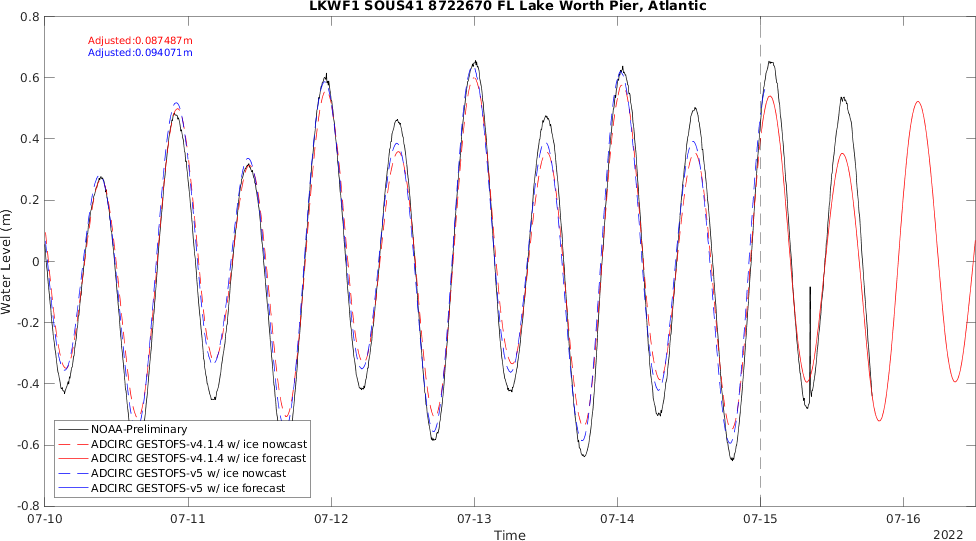 LKWF1 SOUS41 8722670 FL Lake Worth Pier, Atlantic
0.8
Adjusted:0.087487m
Adjusted:0.094071m
0.6
0.4
0.2
0
-0.2
-0.4
-0.6
-0.8
Water Level (m)
NOAA-Preliminary
ADCIRC GESTOFS-v4.1.4 w/ ice nowcast
ADCIRC GESTOFS-v4.1.4 w/ ice forecast
ADCIRC GESTOFS-v5 w/ ice nowcast
ADCIRC GESTOFS-v5 w/ ice forecast
07-10 07-11 07-12 07-13 07-14 07-15 07-16
Time
2022